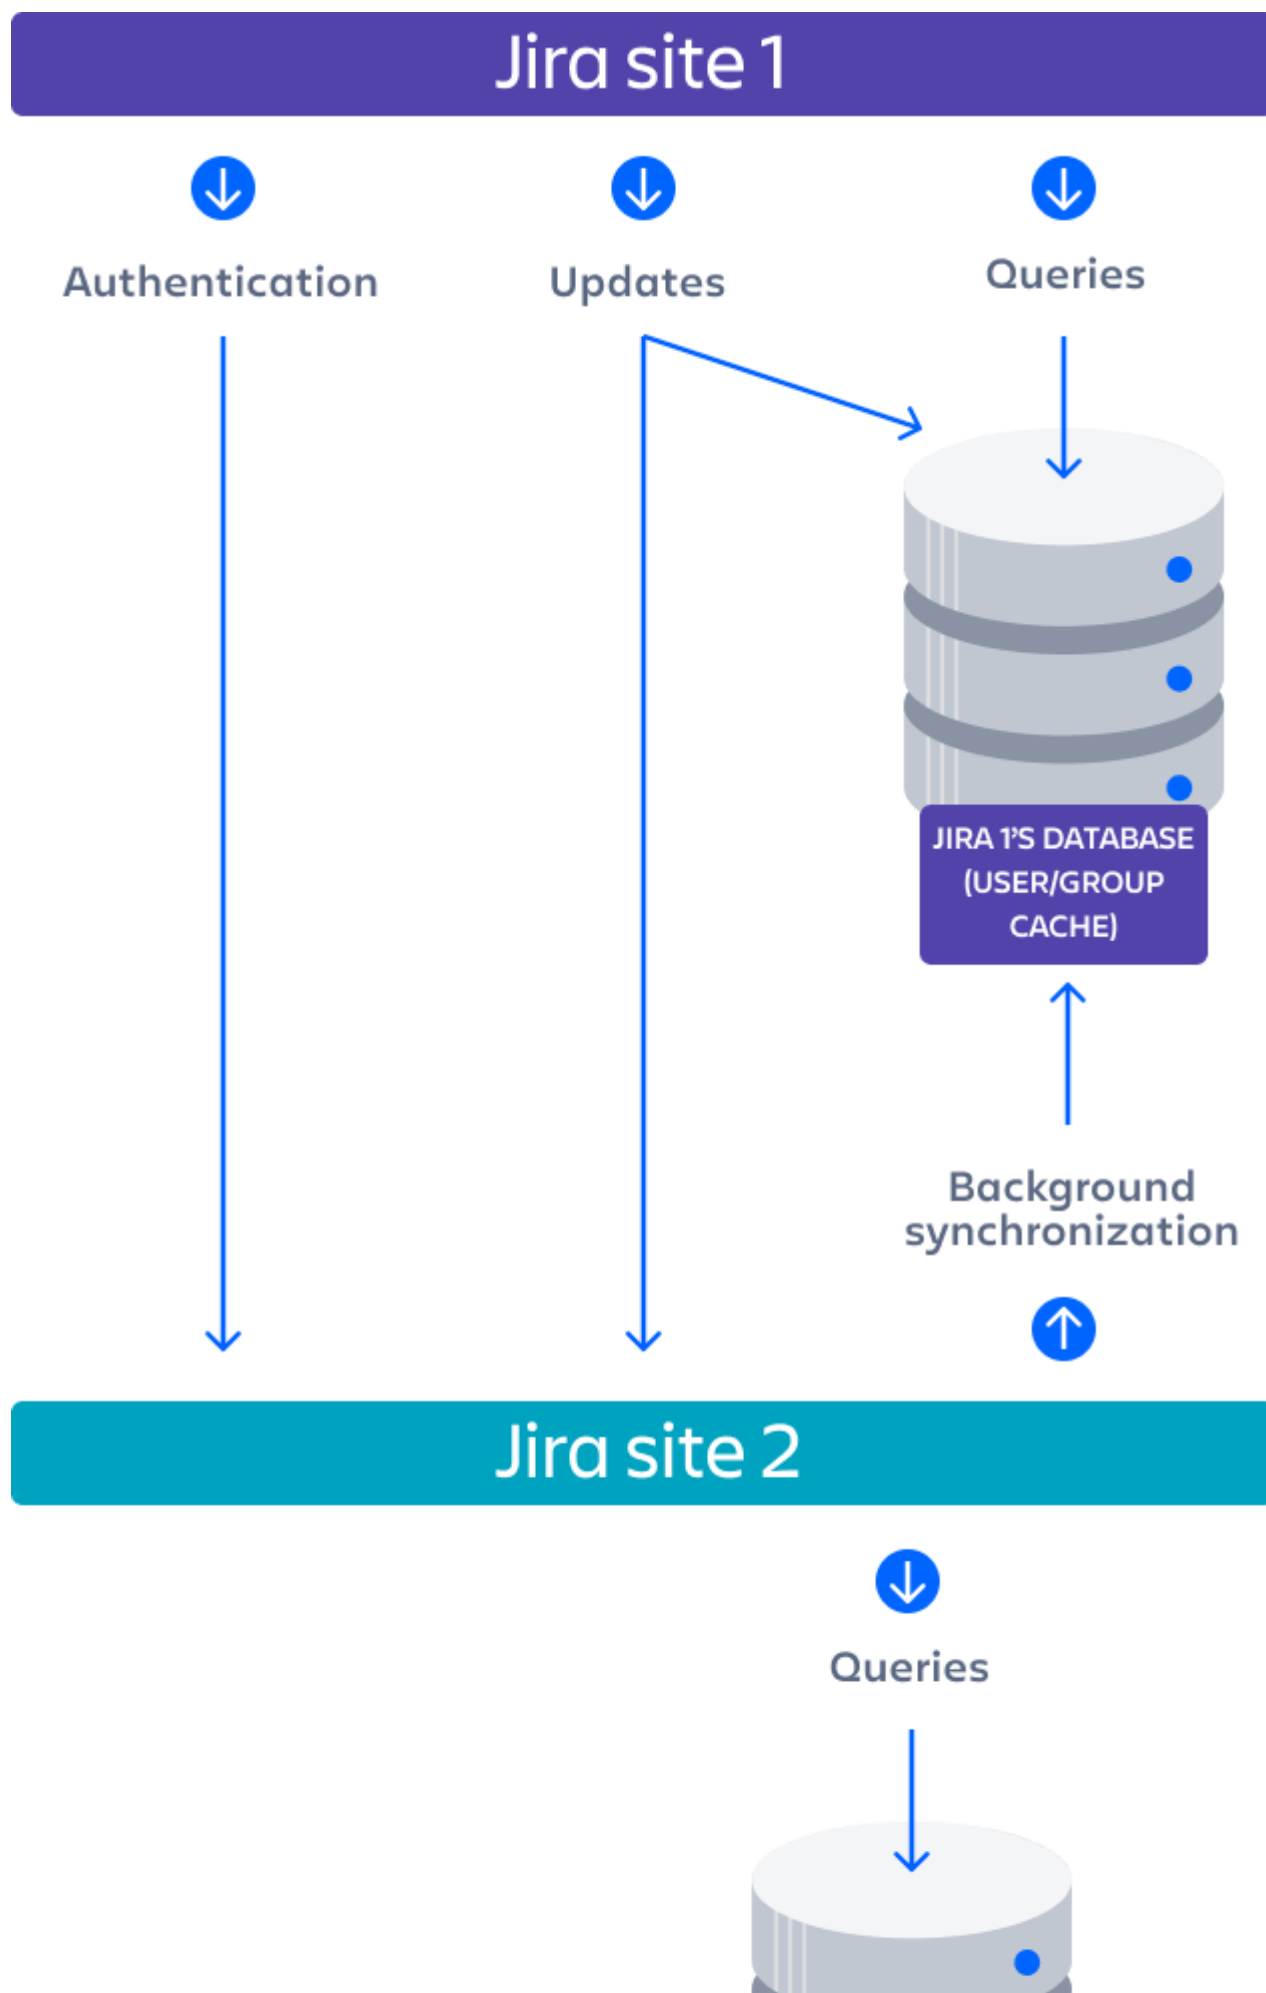 Jira site 1
Authentication
Updates
Queries
JIRA 1’S DATABASE
(USER/GROUP
CACHE)
Background
synchronization
Jira site 2
Queries